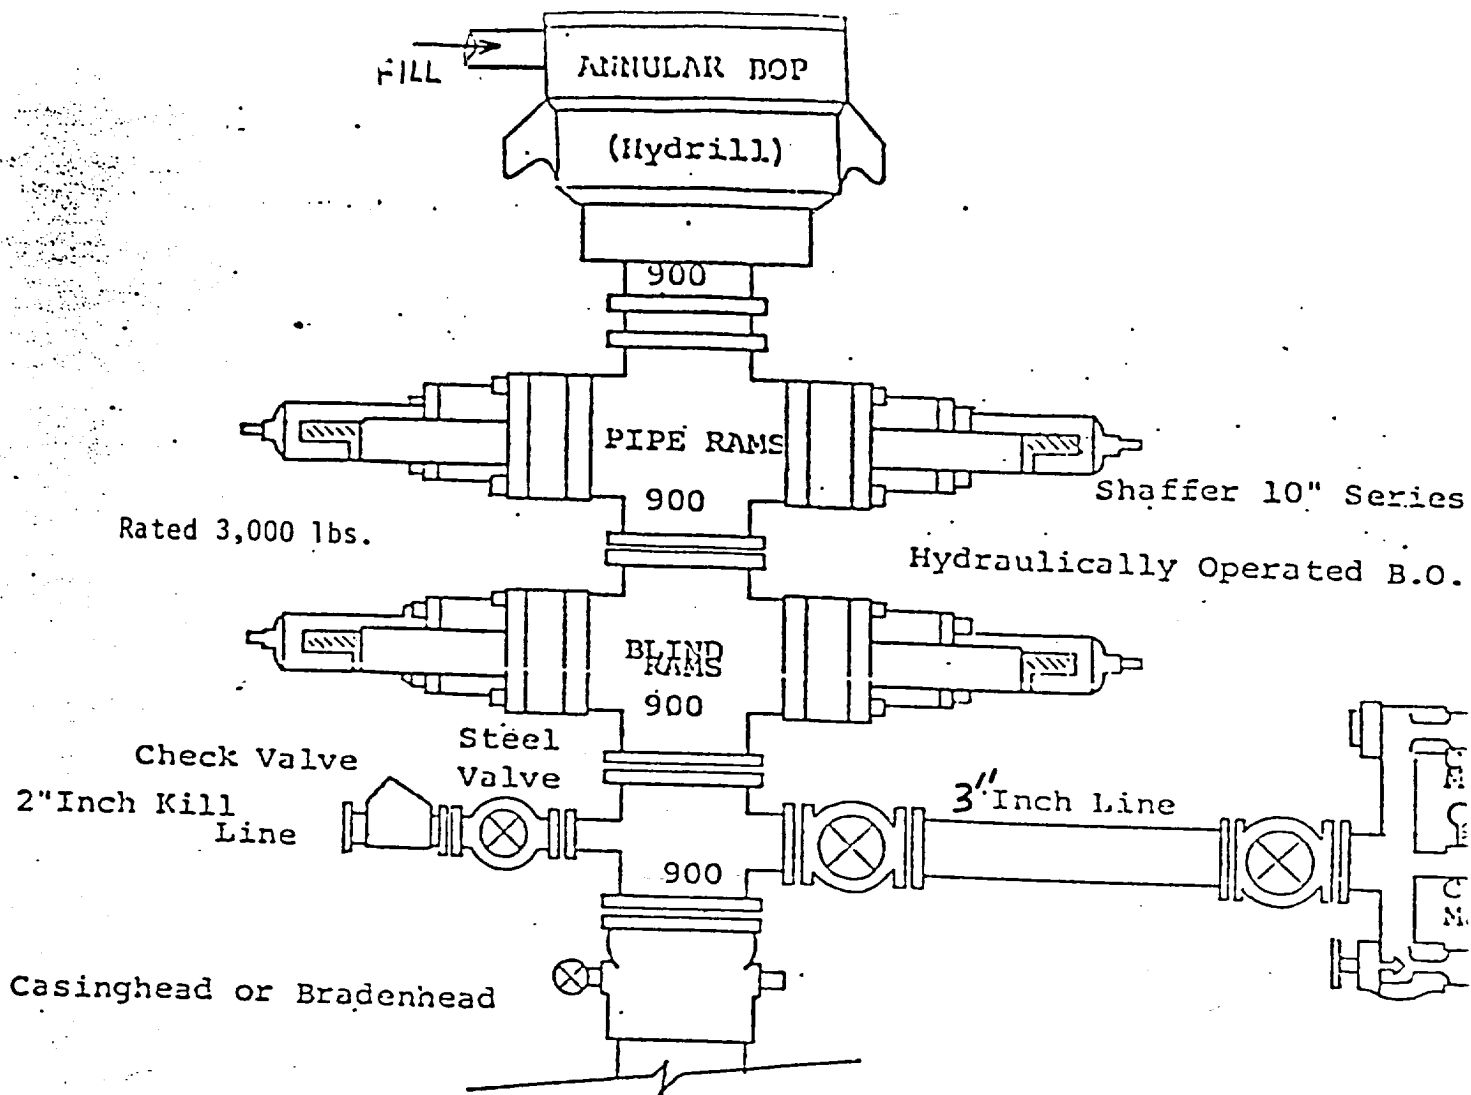 FILL
ANNULAR BOP
(Hydrill)
900
PIPE RAMS
900
Shaffer 10" Series
Rated 3,000 lbs.
Hydraulically Operated B.O.
BLIND
RAMS
900
Steel
Valve
Check Valve
2"Inch Kill
Line
3"Inch Line
900
Casinghead or Bradenhead